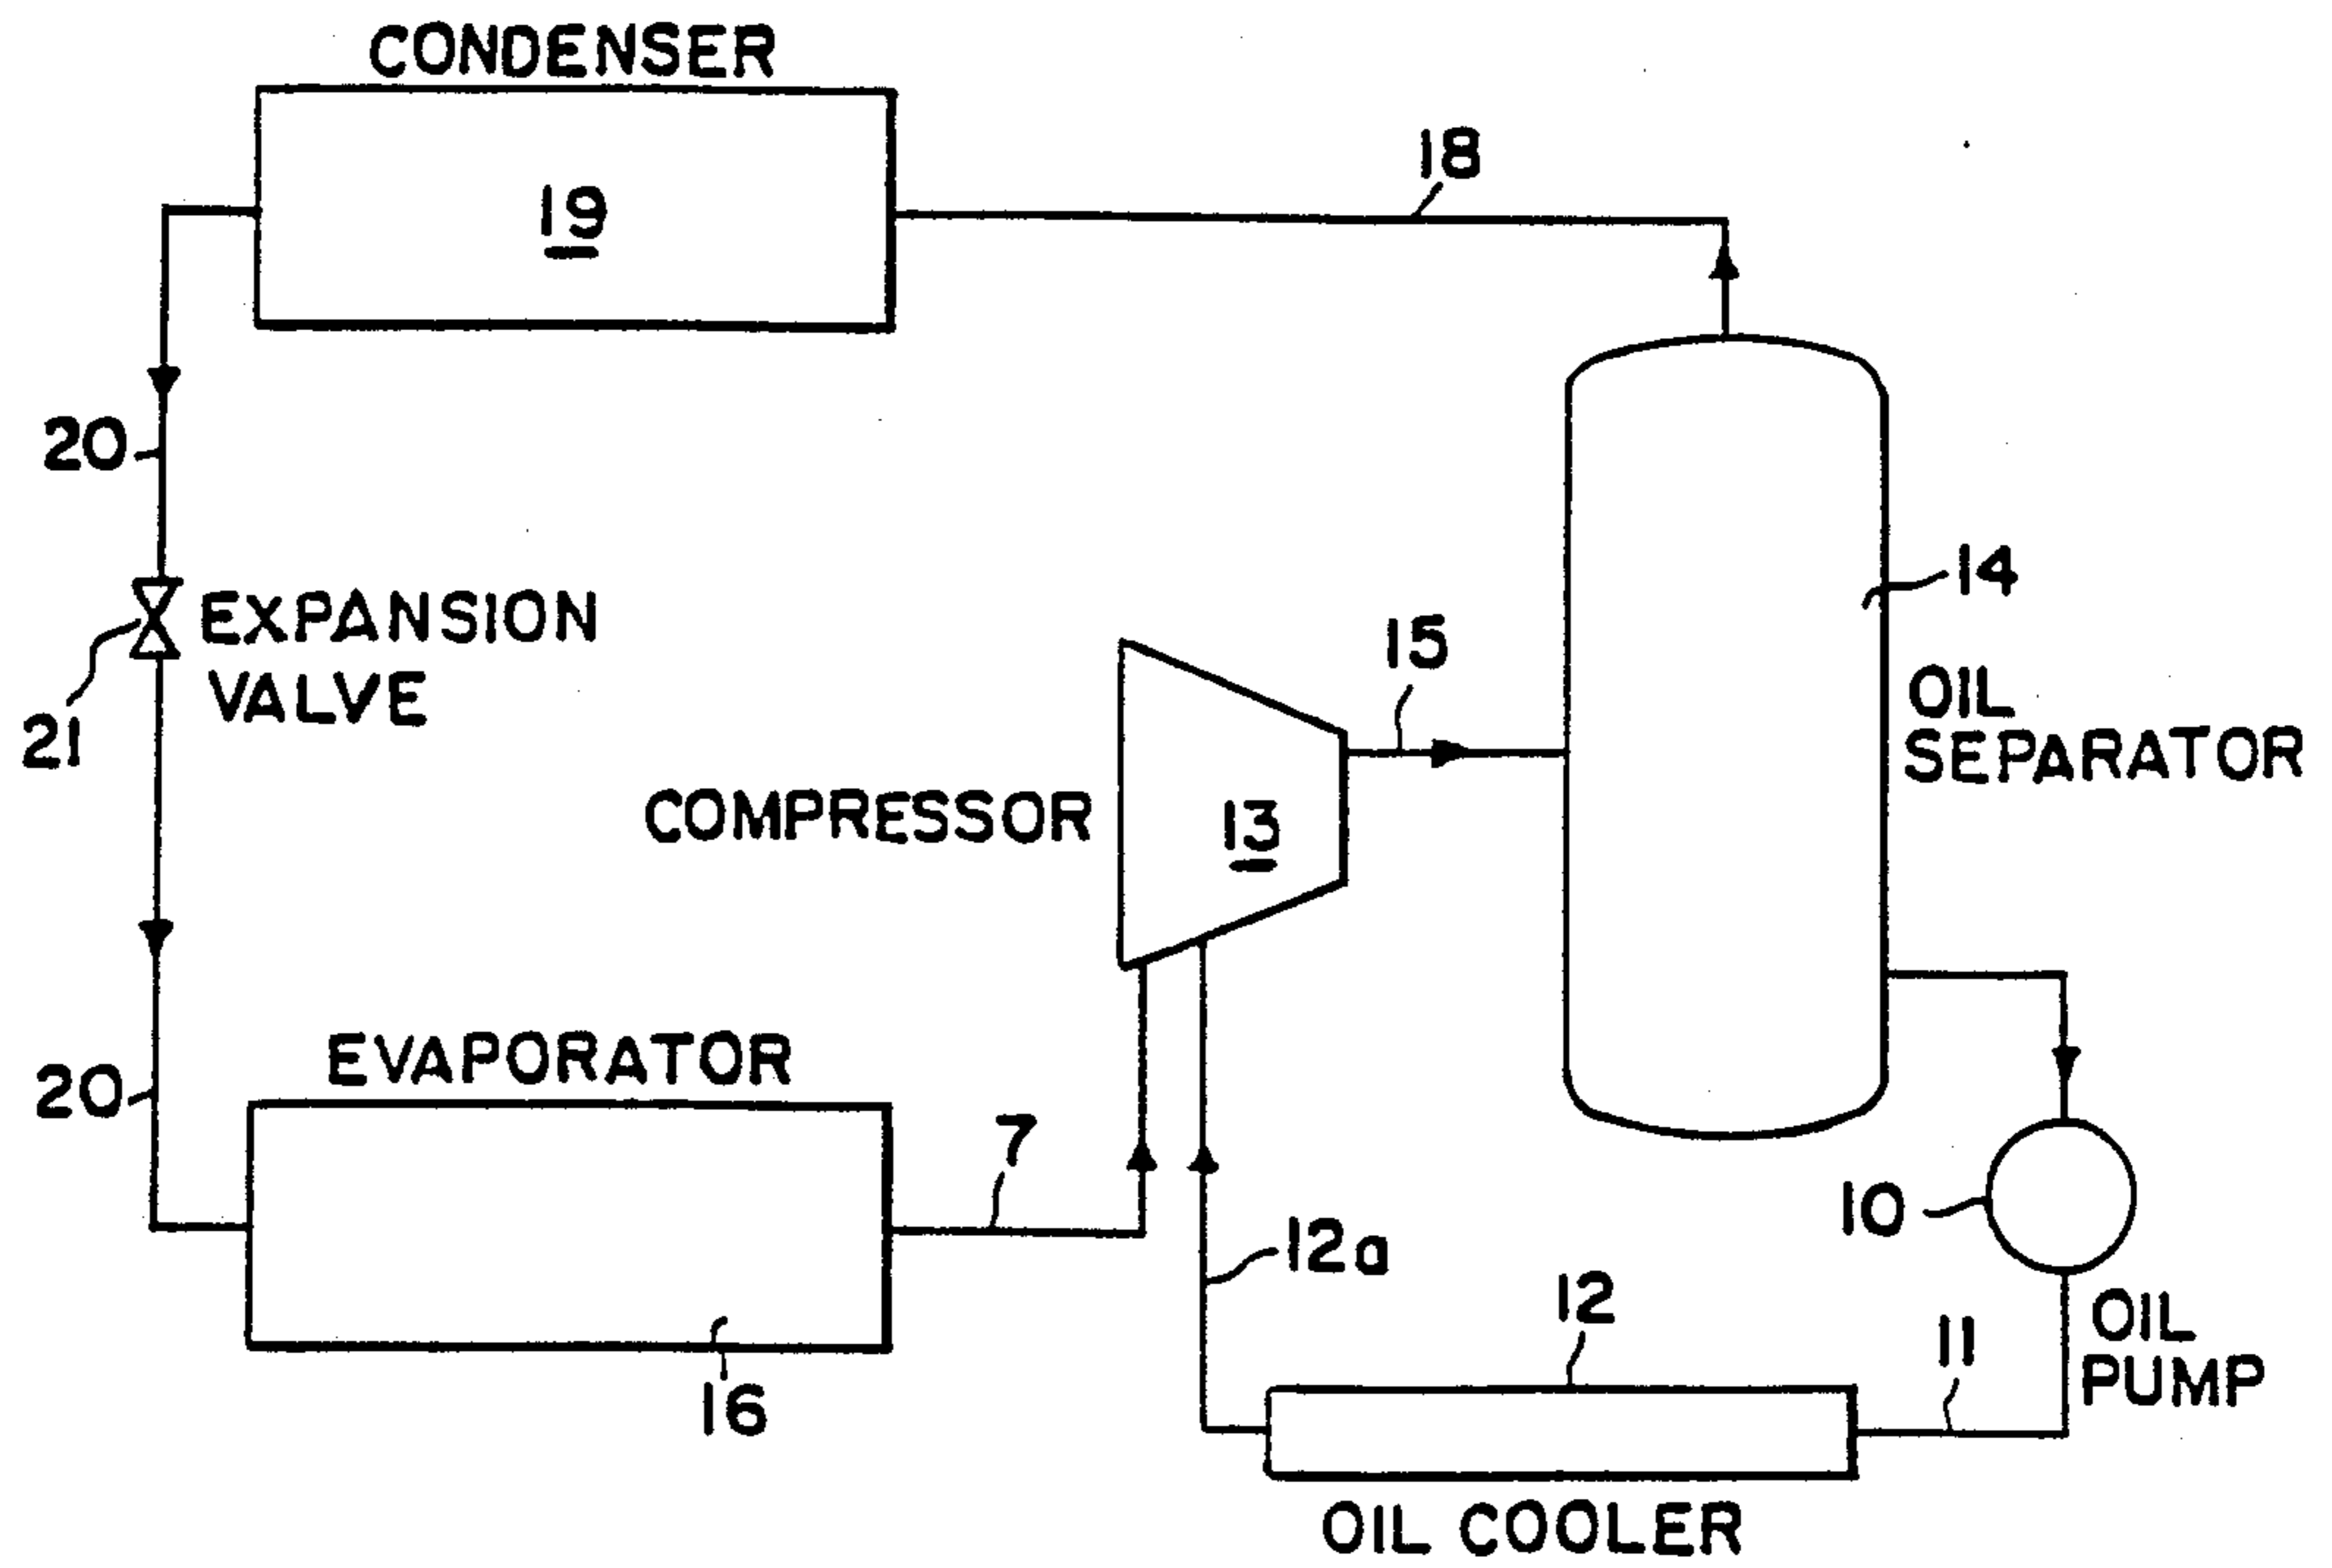 CONDENSER
19
18
20
EXPANSION
VALVE
21
14
15
OIL
SEPARATOR
COMPRESSOR
13
EVAPORATOR
20
7
10
12a
12
11
OIL
PUMP
16
OIL COOLER